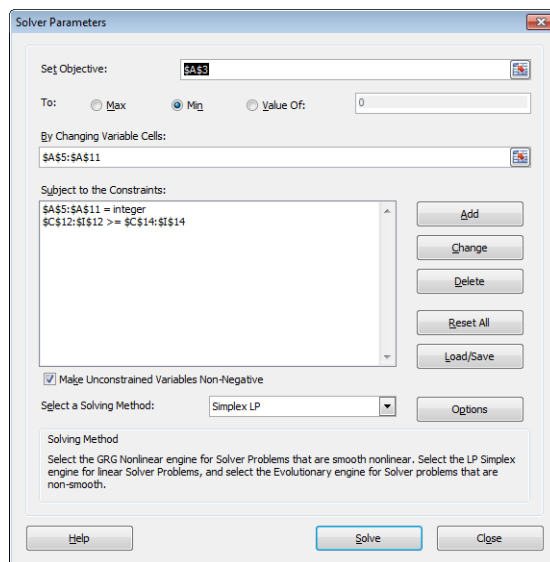 Solver Parameters
Set Objective: $A$3
To: Max Min Value Of: 0
By Changing Variable Cells:
$A$5:$A$11
Subject to the Constraints:
$A$5:$A$11 = integer
$C$12:$I$12 >= $C$14:$I$14
Add
Change
Delete
Reset All
Load/Save
Make Unconstrained Variables Non-Negative
Select a Solving Method: Simplex LP Options
Solving Method
Select the GRG Nonlinear engine for Solver Problems that are smooth nonlinear. Select the LP Simplex
engine for linear Solver Problems, and select the Evolutionary engine for Solver problems that are
non-smooth.
Help Solve Close